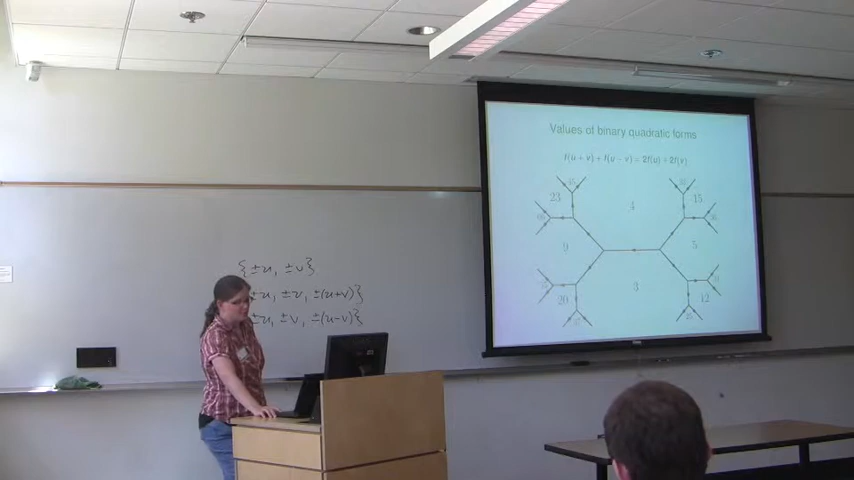 Values of binary quadratic forms
f(u + v) + f(u − v) = 2f(u) + 2f(v)
23 4 15
9 5
3
20 12
{±u, ±v}
±u, ±v, ±(u+v)}
±u, ±v, ±(u-v)}